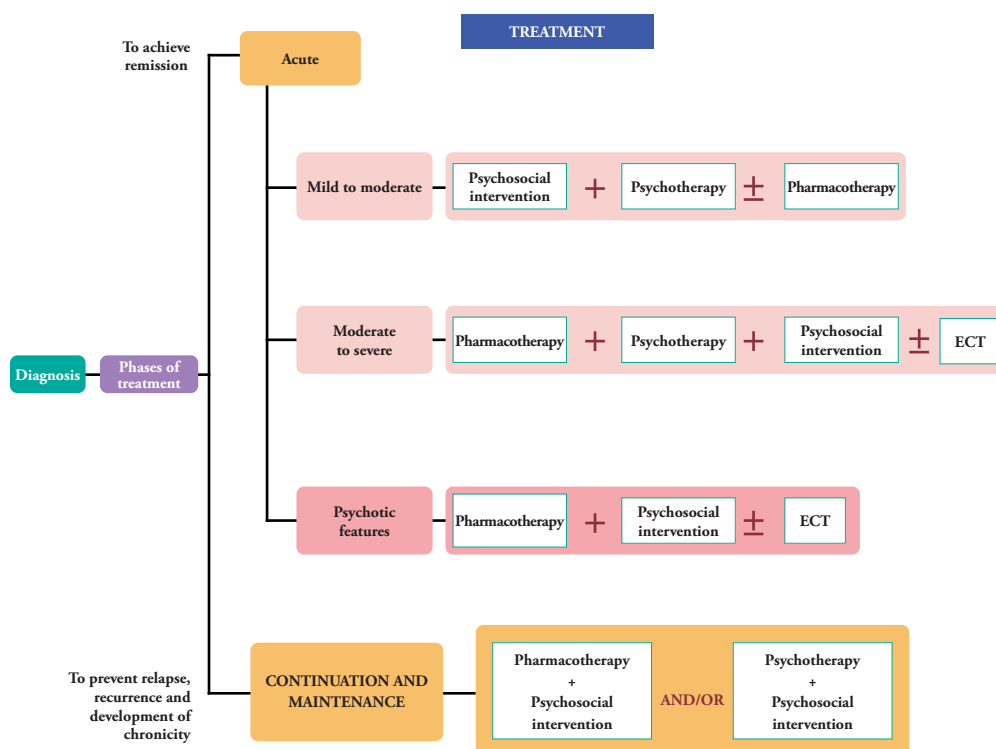 TREATMENT
To achieve
remission
Acute
Mild to moderate
Psychosocial
intervention
+
Psychotherapy
±
Pharmacotherapy
Moderate
to severe
Pharmacotherapy
+
Psychotherapy
+
Psychosocial
intervention
±
ECT
Diagnosis
Phases of
treatment
Psychotic
features
Pharmacotherapy
+
Psychosocial
intervention
±
ECT
To prevent relapse,
recurrence and
development of
chronicity
CONTINUATION AND
MAINTENANCE
Pharmacotherapy
+
Psychosocial
intervention
AND/OR
Psychotherapy
+
Psychosocial
intervention